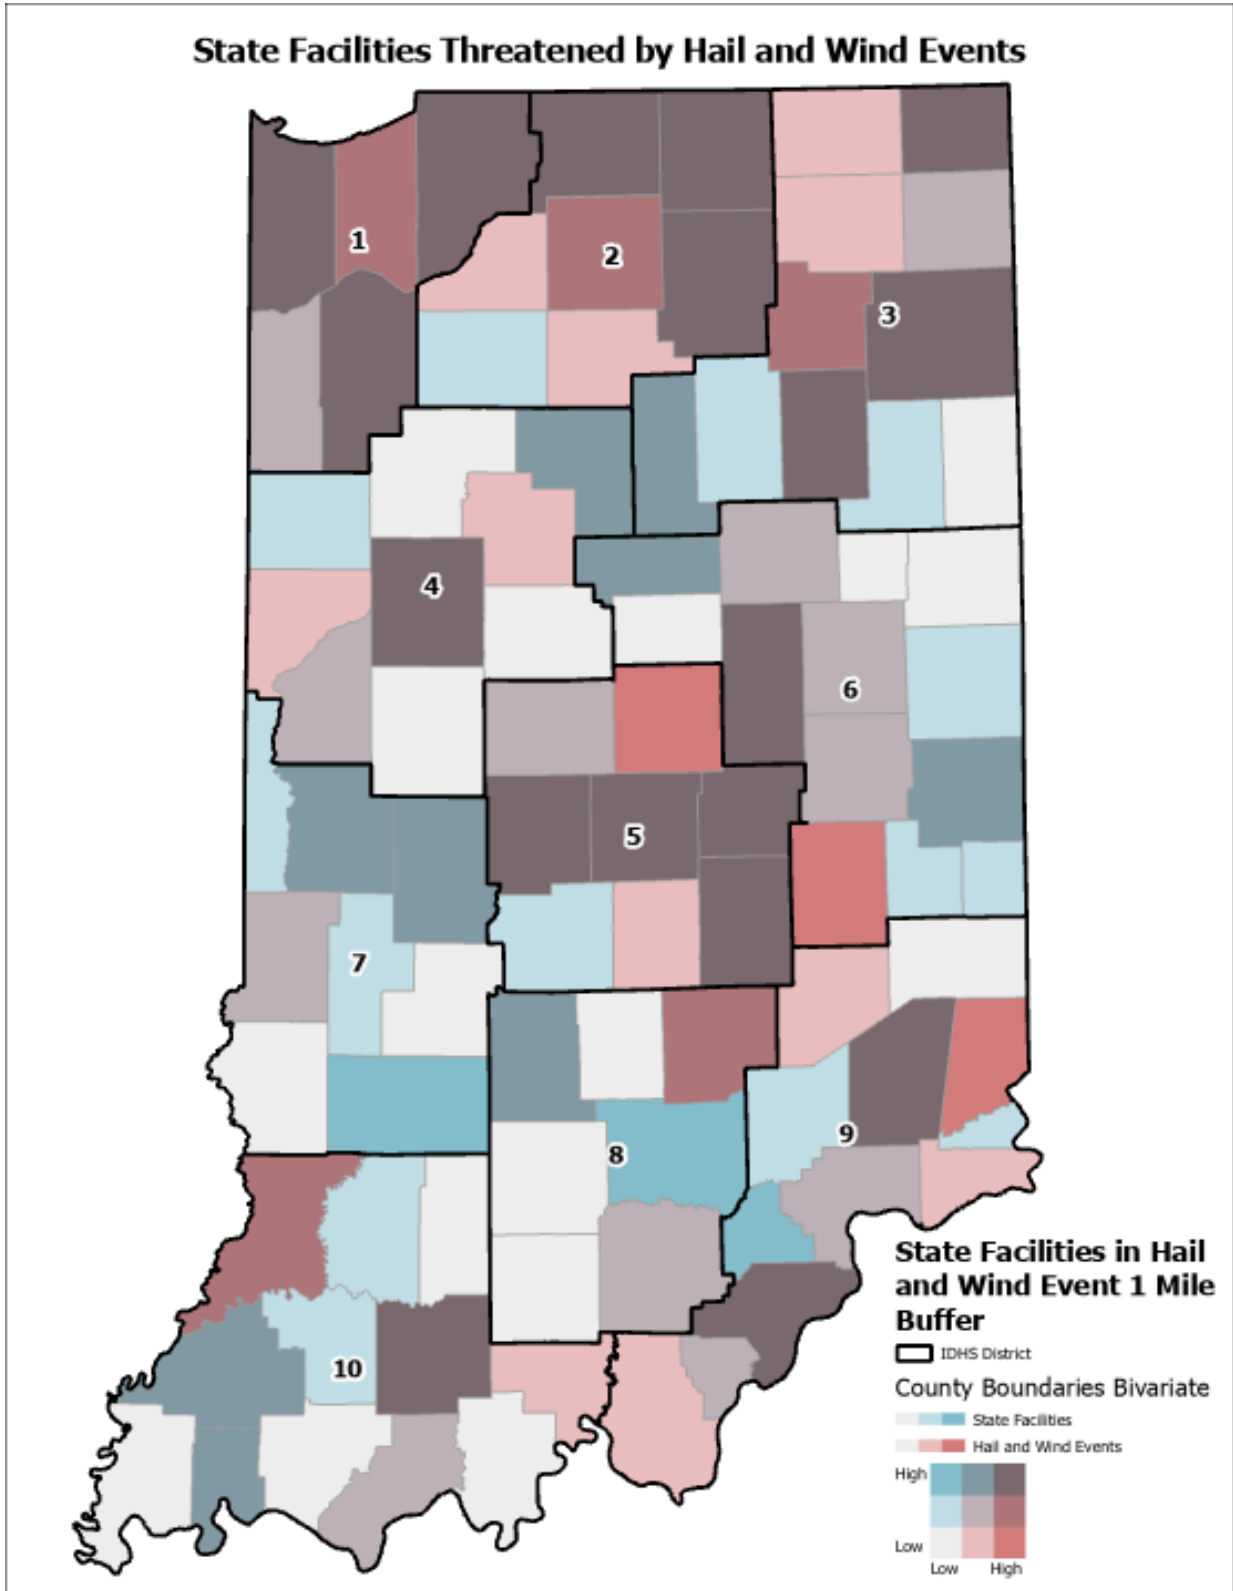 State Facilities Threatened by Hail and Wind Events
1
2
3
4
5
6
7
8
9
10
State Facilities in Hail
and Wind Event 1 Mile
Buffer
IDHS District
County Boundaries Bivariate
State Facilities
Hail and Wind Events
High
Low
Low High